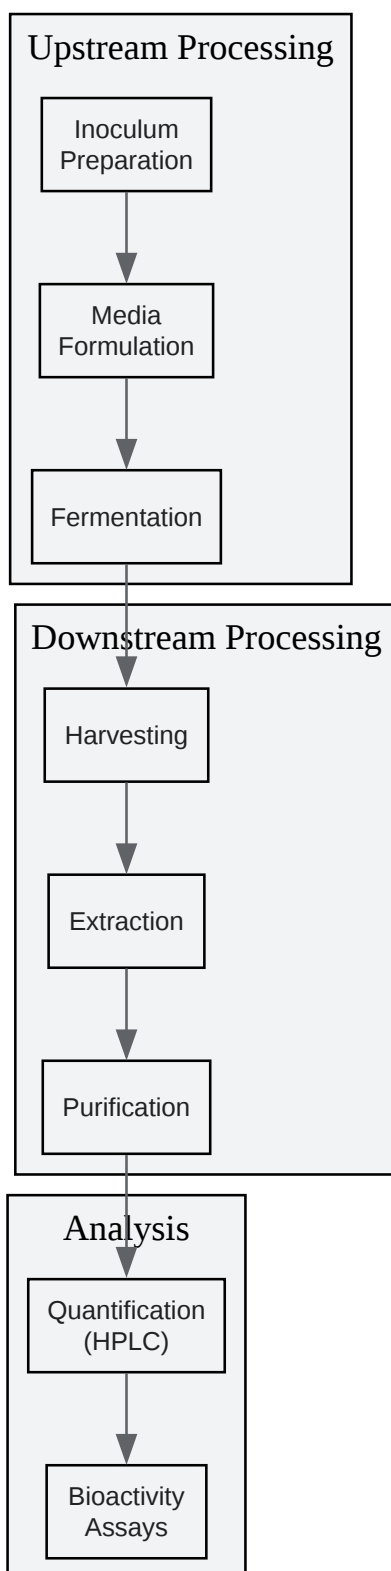 Upstream Processing
Inoculum
Preparation
Media
Formulation
Fermentation
Downstream Processing
Harvesting
Extraction
Purification
Analysis
Quantification
(HPLC)
Bioactivity
Assays